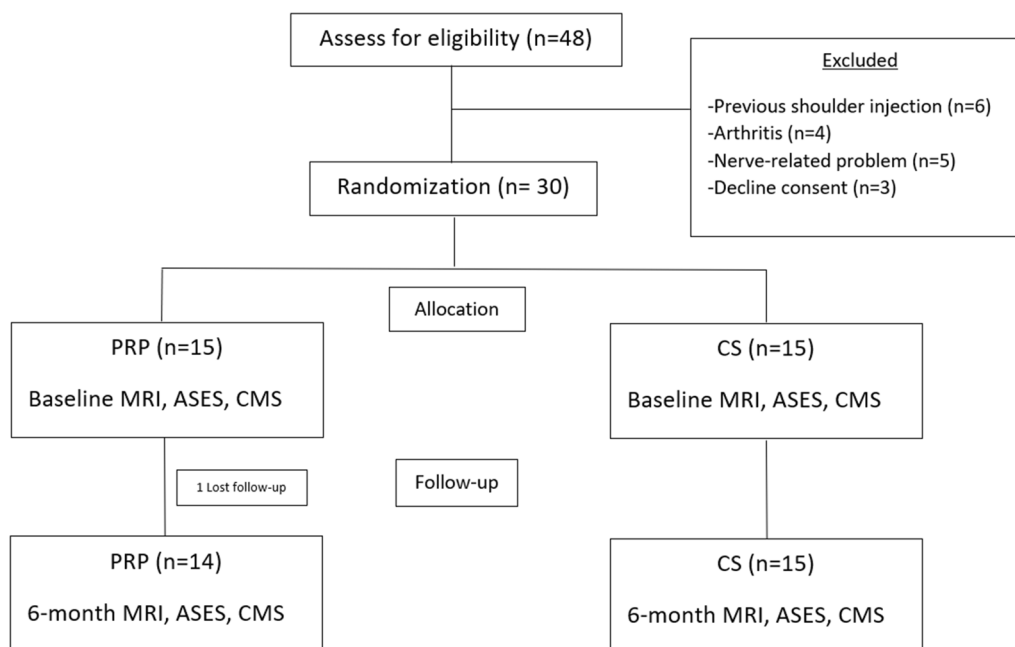 Assess for eligibility (n=48)
Excluded
-Previous shoulder injection (n=6)
-Arthritis (n=4)
-Nerve-related problem (n=5)
-Decline consent (n=3)
Randomization (n= 30)
Allocation
PRP (n=15)
Baseline MRI, ASES, CMS
CS (n=15)
Baseline MRI, ASES, CMS
1 Lost follow-up
Follow-up
PRP (n=14)
6-month MRI, ASES, CMS
CS (n=15)
6-month MRI, ASES, CMS